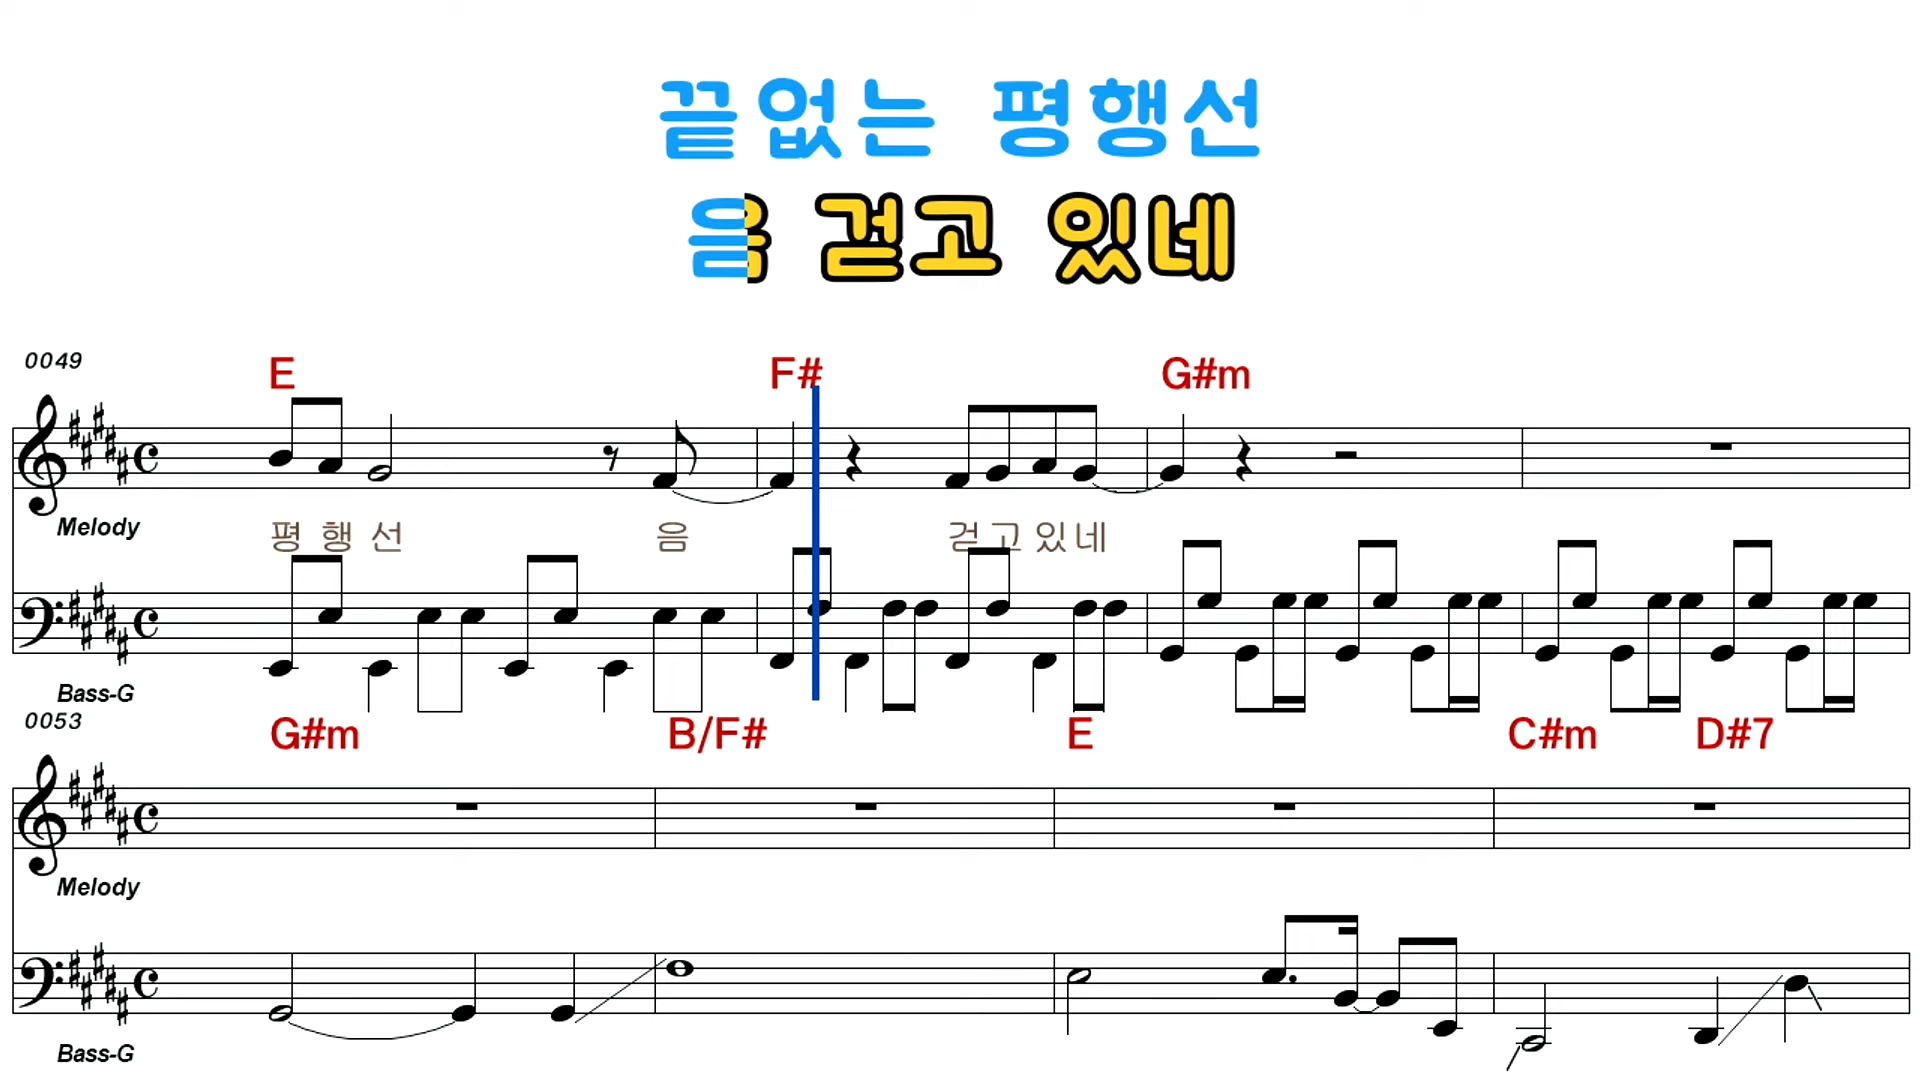 끝없는 평행선
음 걷고 있네
0049
E F# G#m
Melody
평 행 선 음 걷 고 있 네
Bass-G
0053
G#m B/F# E C#m D#7
Melody
Bass-G